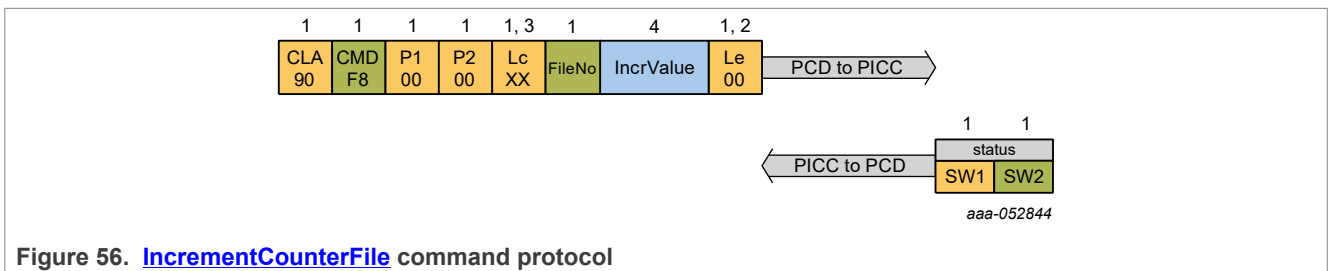 1 1 1 1 1, 3 1 4 1, 2
CLA CMD P1 P2 Lc FileNo IncrValue Le PCD to PICC
90 F8 00 00 XX 00
1 1
status
PICC to PCD SW1 SW2
aaa-052844
Figure 56. IncrementCounterFile command protocol